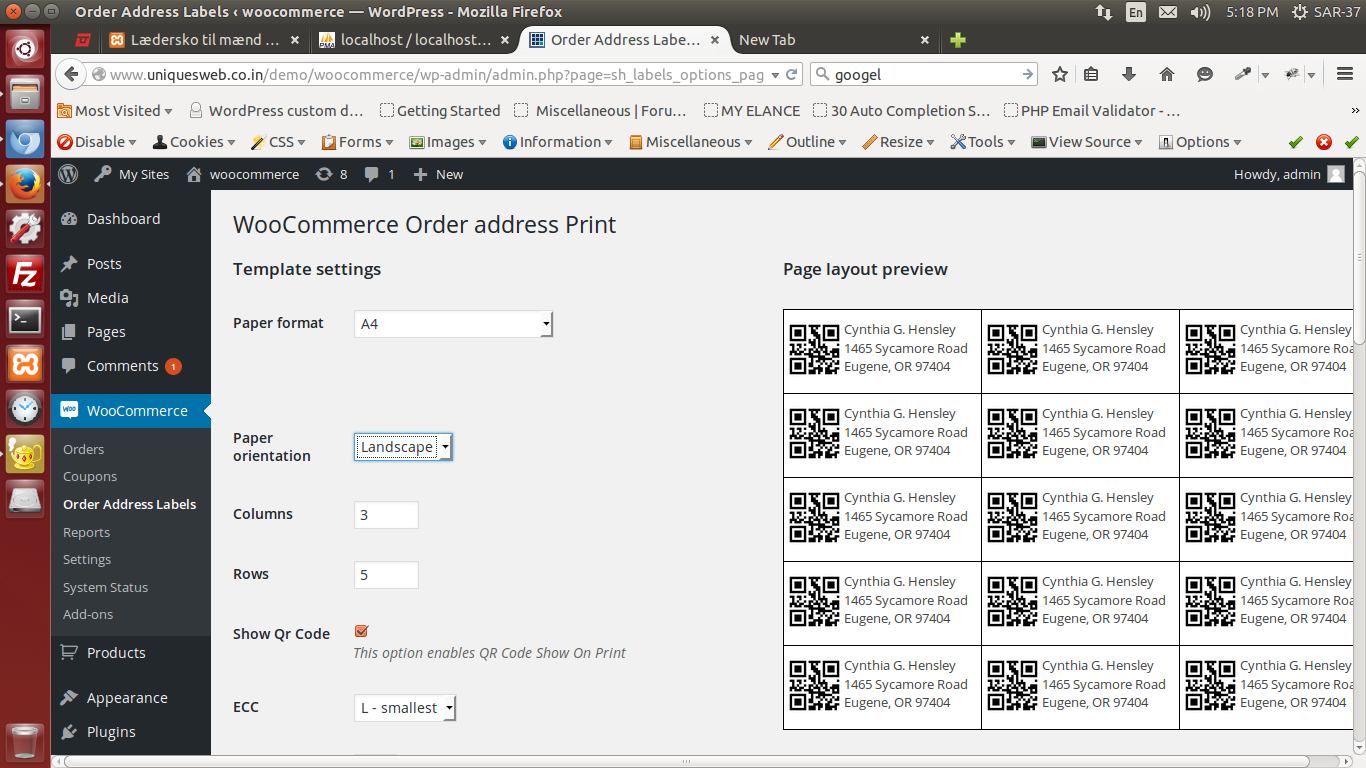 Order Address Labels ‹ woocommerce — WordPress - Mozilla Firefox
En
5:18 PM
SAR-37
Lædersko til mænd ...
localhost / localhost...
Order Address Labe...
New Tab
www.uniquesweb.co.in/demo/woocommerce/wp-admin/admin.php?page=sh_labels_options_pag
googel
Most Visited
WordPress custom d...
Getting Started
Miscellaneous | Foru...
MY ELANCE
30 Auto Completion S...
PHP Email Validator - ...
Disable
Cookies
CSS
Forms
Images
Information
Miscellaneous
Outline
Resize
Tools
View Source
Options
My Sites
woocommerce
8
1
New
Howdy, admin
Dashboard
Posts
Media
Pages
Comments 1
WooCommerce
Orders
Coupons
Order Address Labels
Reports
Settings
System Status
Add-ons
Products
Appearance
Plugins
WooCommerce Order address Print
Template settings
Paper format
A4
Paper
orientation
Landscape
Columns
3
Rows
5
Show Qr Code
This option enables QR Code Show On Print
ECC
L - smallest
Page layout preview
Cynthia G. Hensley
1465 Sycamore Road
Eugene, OR 97404
Cynthia G. Hensley
1465 Sycamore Road
Eugene, OR 97404
Cynthia G. Hensley
1465 Sycamore Roa
Eugene, OR 97404
Cynthia G. Hensley
1465 Sycamore Road
Eugene, OR 97404
Cynthia G. Hensley
1465 Sycamore Road
Eugene, OR 97404
Cynthia G. Hensley
1465 Sycamore Roa
Eugene, OR 97404
Cynthia G. Hensley
1465 Sycamore Road
Eugene, OR 97404
Cynthia G. Hensley
1465 Sycamore Road
Eugene, OR 97404
Cynthia G. Hensley
1465 Sycamore Roa
Eugene, OR 97404
Cynthia G. Hensley
1465 Sycamore Road
Eugene, OR 97404
Cynthia G. Hensley
1465 Sycamore Road
Eugene, OR 97404
Cynthia G. Hensley
1465 Sycamore Roa
Eugene, OR 97404
Cynthia G. Hensley
1465 Sycamore Road
Eugene, OR 97404
Cynthia G. Hensley
1465 Sycamore Road
Eugene, OR 97404
Cynthia G. Hensley
1465 Sycamore Roa
Eugene, OR 97404